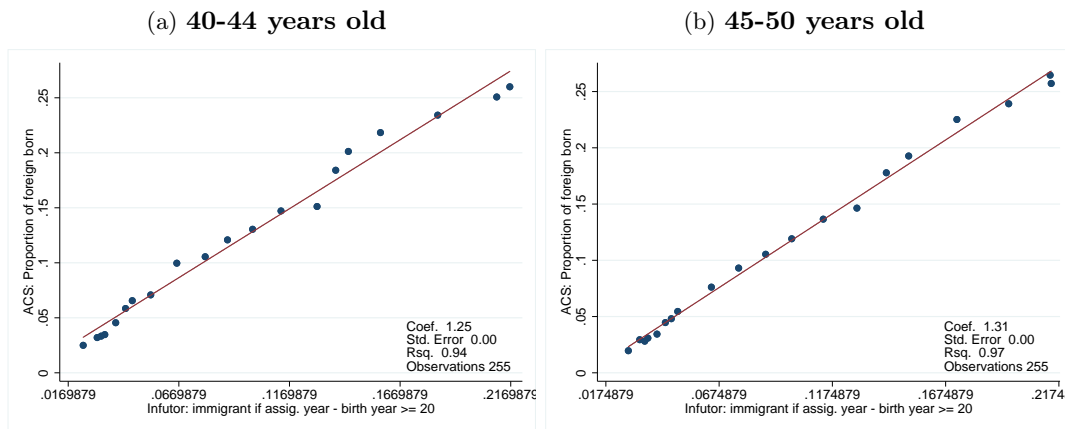 (a) 40-44 years old
ACS: Proportion of foreign born
0 .05 .1 .15 .2 .25
Coef. 1.25
Std. Error 0.00
Rsq. 0.94
Observations 255
.0169879 .0669879 .1169879 .1669879 .2169879
Infutor: immigrant if assig. year - birth year >= 20
(b) 45-50 years old
ACS: Proportion of foreign born
0 .05 .1 .15 .2 .25
Coef. 1.31
Std. Error 0.00
Rsq. 0.97
Observations 255
.0174879 .0674879 .1174879 .1674879 .2174
Infutor: immigrant if assig. year - birth year >= 20